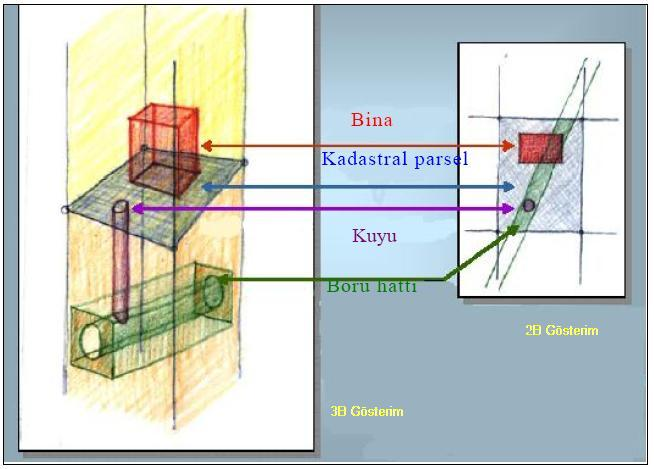 Bina
Kadastral parsel
Kuyu
Boru hattı
2B Gösterim
3B Gösterim